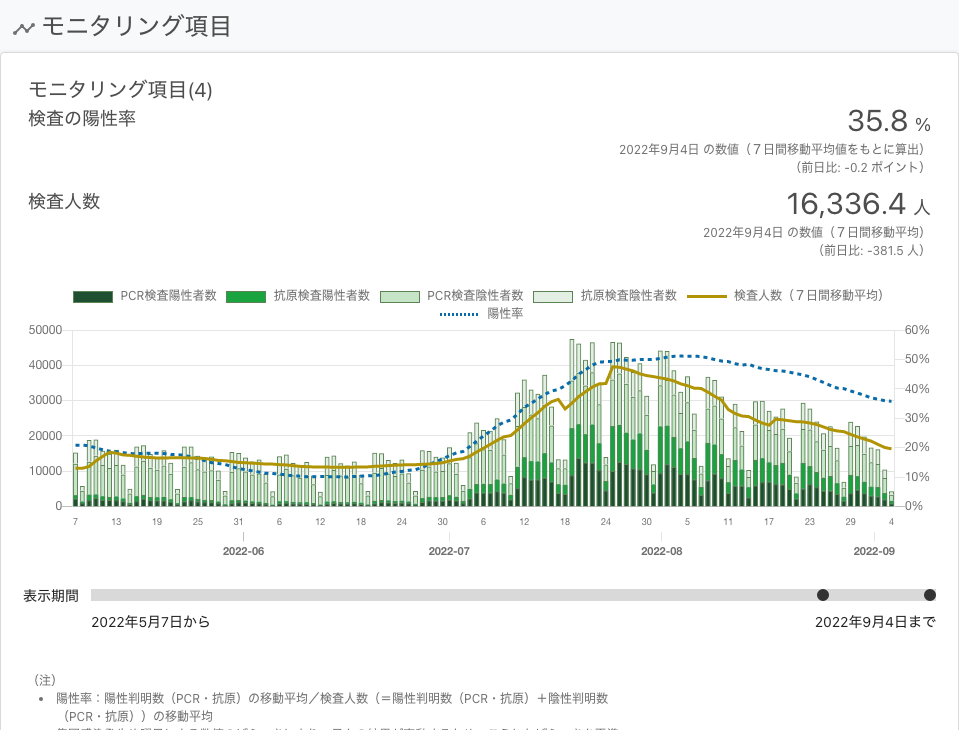 モニタリング項目
モニタリング項目(4)
検査の陽性率
35.8 %
2022年9月4日 の数値（７日間移動平均値をもとに算出）
（前日比: -0.2 ポイント）
検査人数
16,336.4 人
2022年9月4日 の数値（７日間移動平均）
（前日比: -381.5 人）
PCR検査陽性者数 抗原検査陽性者数 PCR検査陰性者数 抗原検査陰性者数 検査人数（７日間移動平均）
陽性率
50000 60%
50%
40000
40%
30000
30%
20000
20%
10000
10%
0 0%
7 13 19 25 31 6 12 18 24 30 6 12 18 24 30 5 11 17 23 29 4
2022-06 2022-07 2022-08 2022-09
表示期間
2022年5月7日から 2022年9月4日まで
（注）
• 陽性率：陽性判明数（PCR・抗原）の移動平均／検査人数（＝陽性判明数（PCR・抗原）＋陰性判明数
（PCR・抗原））の移動平均